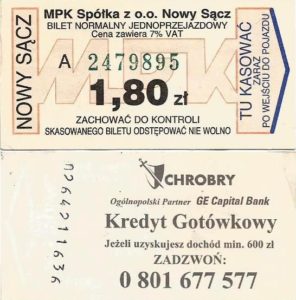 MPK Spółka z o.o. Nowy Sącz
BILET NORMALNY JEDNOPRZEJAZDOWY
Cena zawiera 7% VAT
NOWY SĄCZ
MPK
A 2479895
1,80 zł
ZACHOWAĆ DO KONTROLI
SKASOWANEGO BILETU ODSTĘPOWAĆ NIE WOLNO
TU KASOWAĆ
ZARAZ
PO WEJŚCIU DO POJAZDU
CHROBRY
Ogólnopolski Partner GE Capital Bank
Kredyt Gotówkowy
Jeżeli uzyskujesz dochód min. 600 zł
ZADZWOŃ:
0 801 677 577